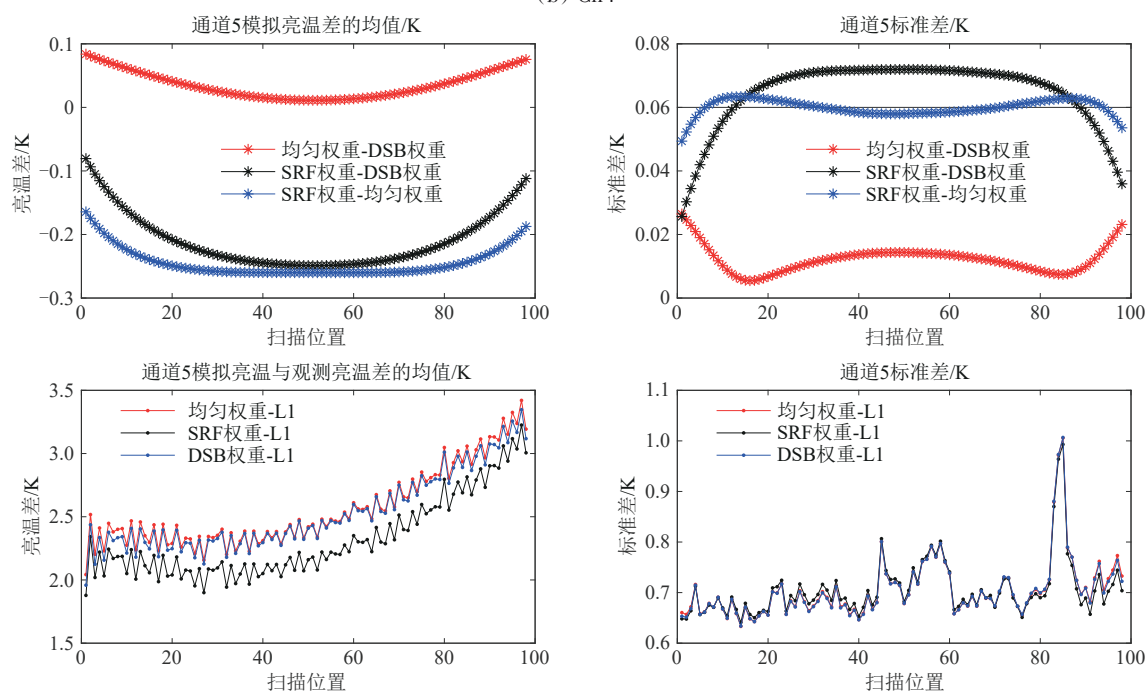 通道5模拟亮温差的均值/K
0.1
0
−0.1
−0.2
−0.3
亮温差/K
均匀权重-DSB权重
SRF权重-DSB权重
SRF权重-均匀权重
0 20 40 60 80 100
扫描位置
通道5标准差/K
0.08
0.06
0.04
0.02
0
标准差/K
均匀权重-DSB权重
SRF权重-DSB权重
SRF权重-均匀权重
0 20 40 60 80 100
扫描位置
通道5模拟亮温与观测亮温差的均值/K
3.5
3.0
2.5
2.0
1.5
亮温差/K
均匀权重-L1
SRF权重-L1
DSB权重-L1
0 20 40 60 80 100
扫描位置
通道5标准差/K
1.1
1.0
0.9
0.8
0.7
0.6
标准差/K
均匀权重-L1
SRF权重-L1
DSB权重-L1
0 20 40 60 80 100
扫描位置